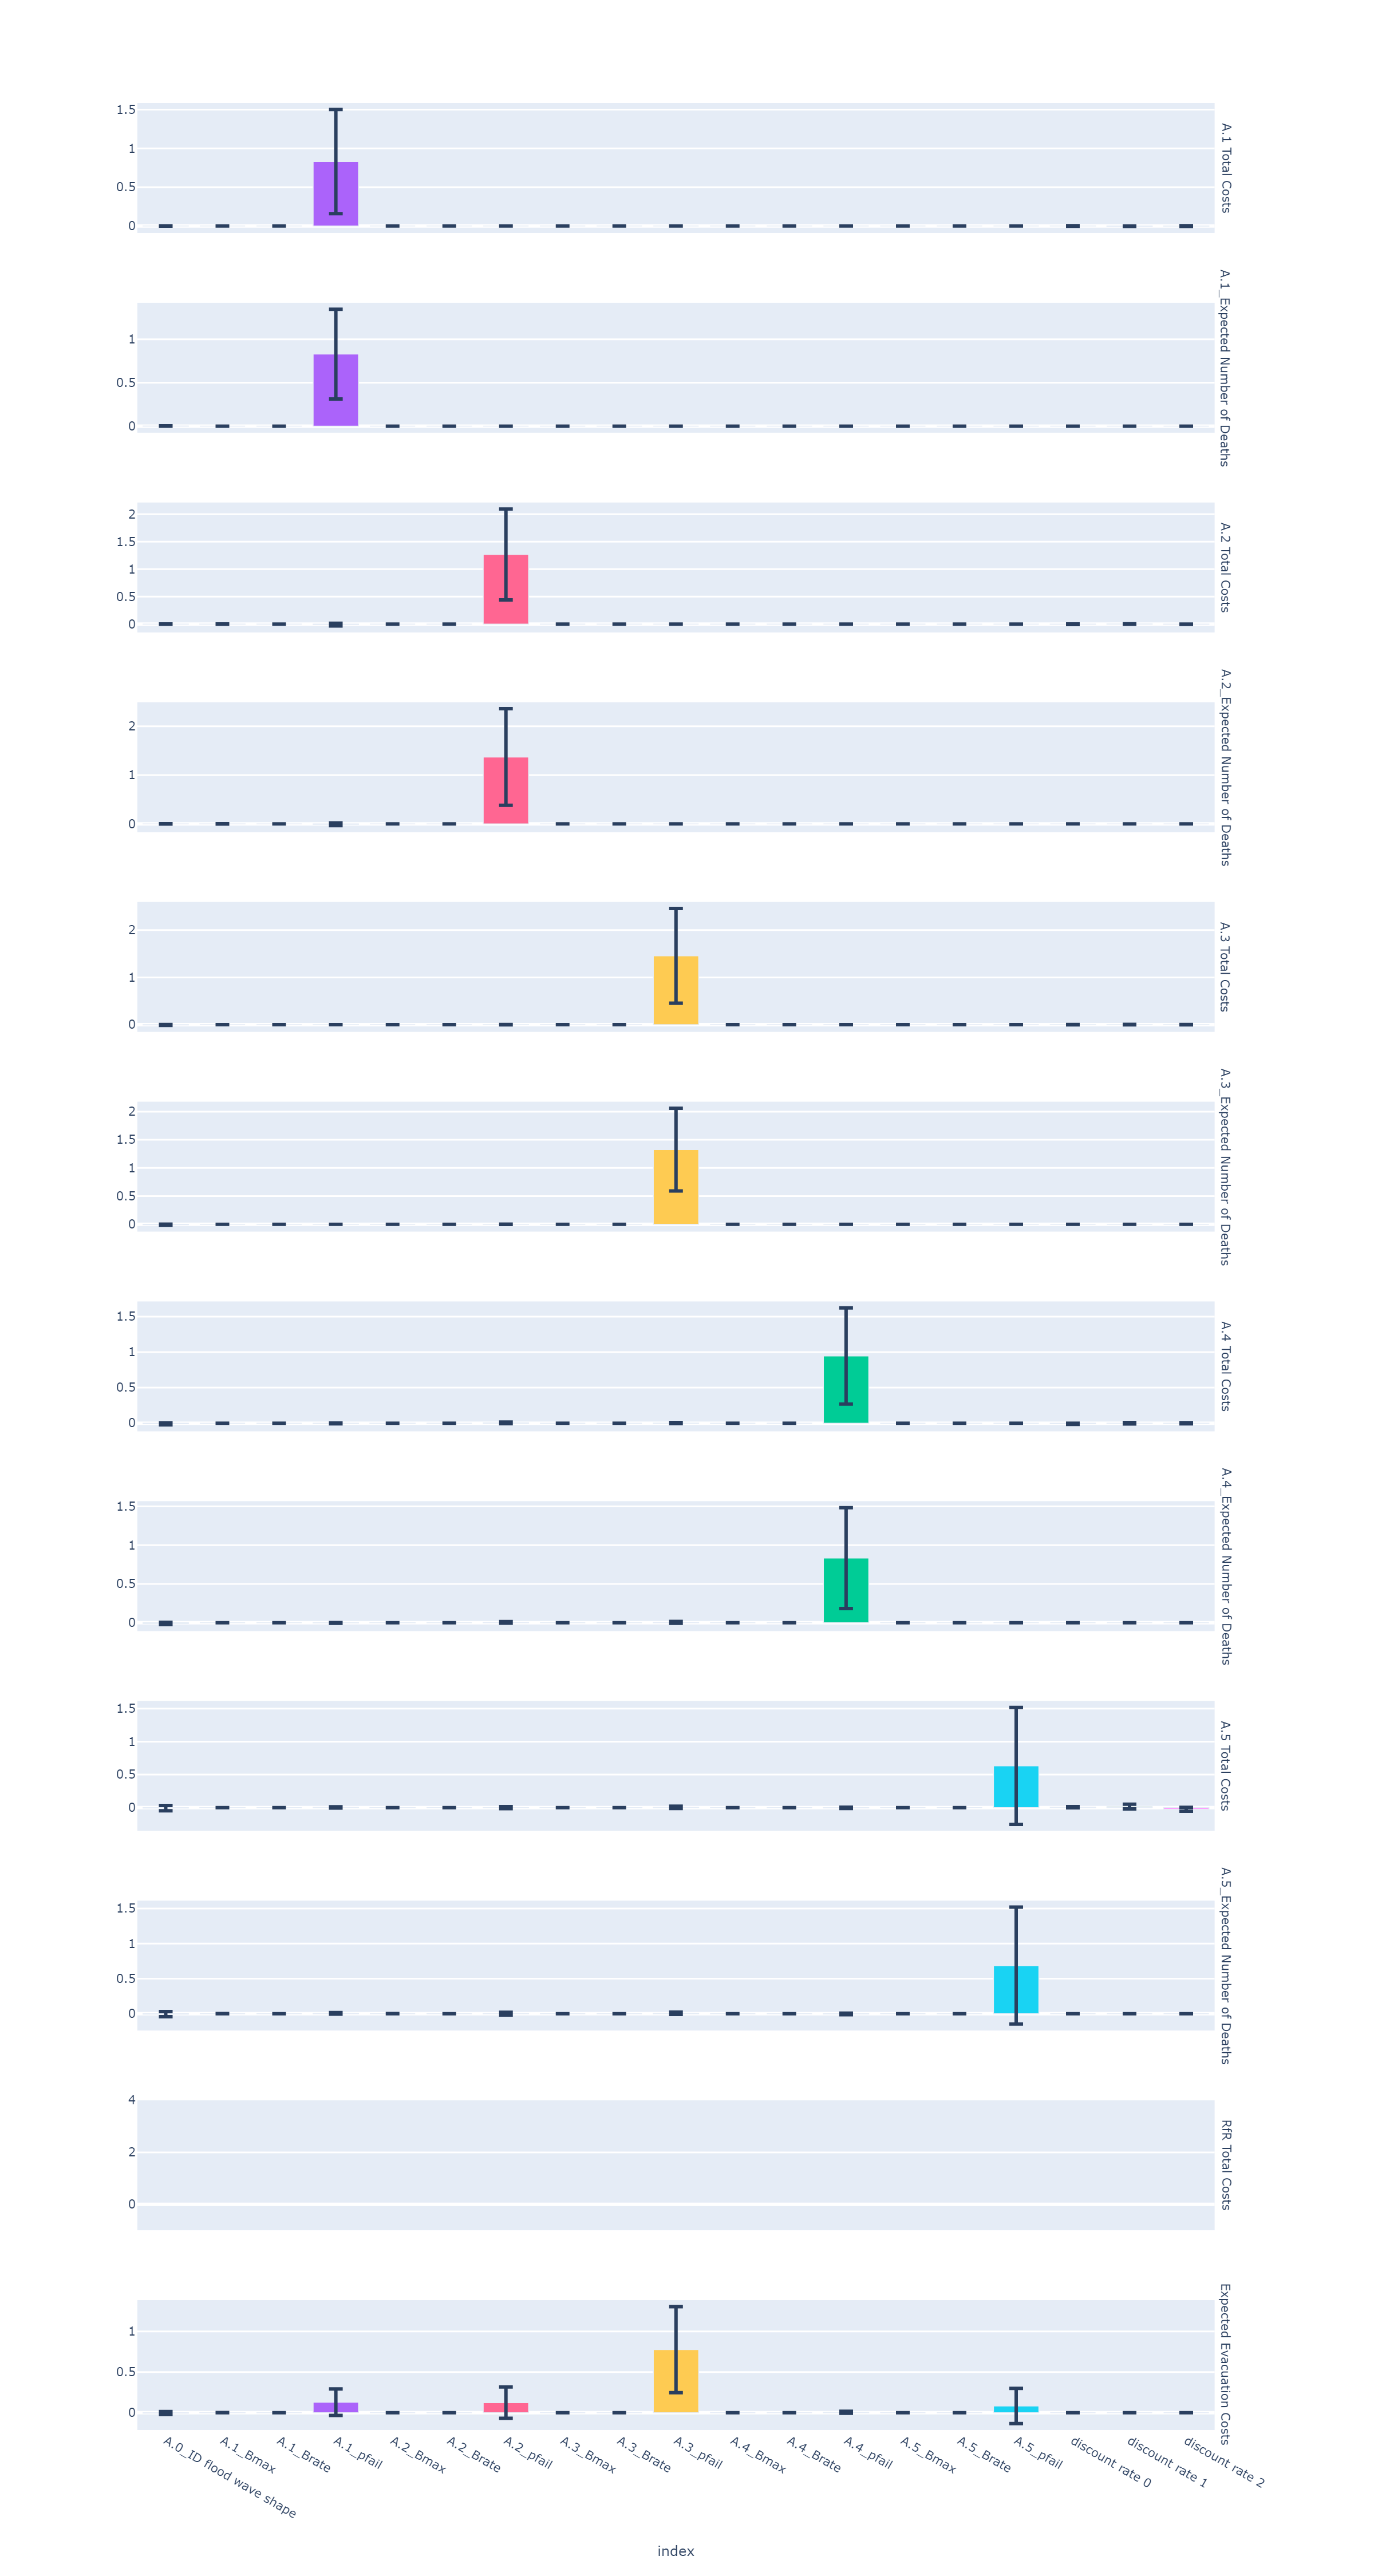 1.5
1
0.5
0
A.1 Total Costs
1
0.5
0
A.1_Expected Number of Deaths
2
1.5
1
0.5
0
A.2 Total Costs
2
1
0
A.2_Expected Number of Deaths
2
1
0
A.3 Total Costs
2
1.5
1
0.5
0
A.3_Expected Number of Deaths
1.5
1
0.5
0
A.4 Total Costs
1.5
1
0.5
0
A.4_Expected Number of Deaths
1.5
1
0.5
0
A.5 Total Costs
1.5
1
0.5
0
A.5_Expected Number of Deaths
4
2
0
RfR Total Costs
1
0.5
0
Expected Evacuation Costs
A.0_ID flood wave shape
A.1_Bmax
A.1_Brate
A.1_pfail
A.2_Bmax
A.2_Brate
A.2_pfail
A.3_Bmax
A.3_Brate
A.3_pfail
A.4_Bmax
A.4_Brate
A.4_pfail
A.5_Bmax
A.5_Brate
A.5_pfail
discount rate 0
discount rate 1
discount rate 2
index